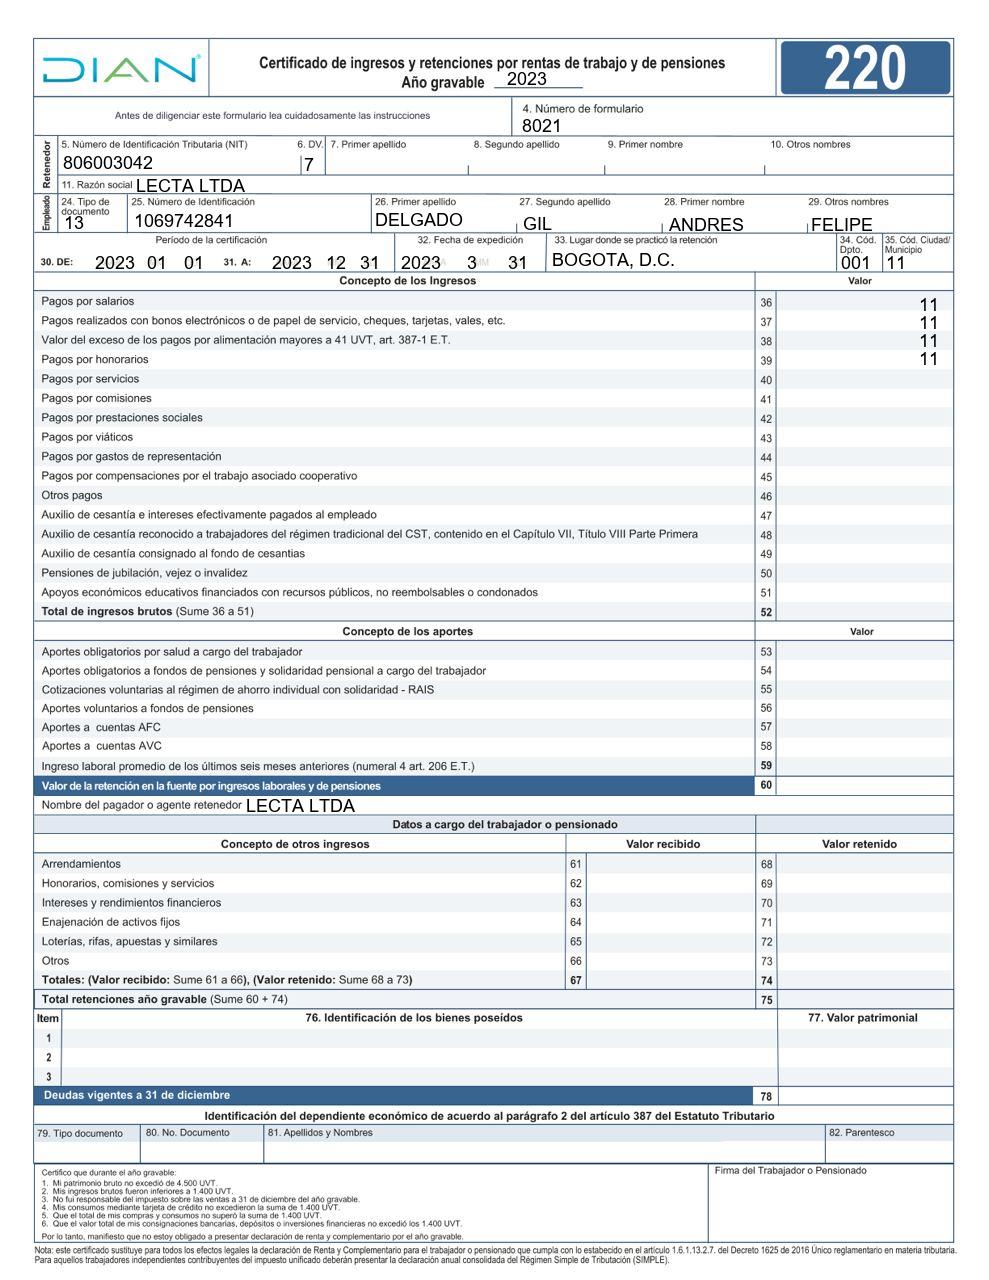 DIAN
Certificado de ingresos y retenciones por rentas de trabajo y de pensiones
Año gravable 2023
220
Antes de diligenciar este formulario lea cuidadosamente las instrucciones
4. Número de formulario
8021
Retenedor
5. Número de Identificación Tributaria (NIT) 6. DV. 7. Primer apellido 8. Segundo apellido 9. Primer nombre 10. Otros nombres
806003042 7
11. Razón social LECTA LTDA
Empleado
24. Tipo de documento 25. Número de Identificación 26. Primer apellido 27. Segundo apellido 28. Primer nombre 29. Otros nombres
13 1069742841 DELGADO GIL ANDRES FELIPE
Período de la certificación 32. Fecha de expedición 33. Lugar donde se practicó la retención 34. Cód. Dpto. 35. Cód. Ciudad/ Municipio
30. DE: 2023 01 01 31. A: 2023 12 31 2023 3 31 BOGOTA, D.C. 001 11
Concepto de los Ingresos Valor
Pagos por salarios 36 11
Pagos realizados con bonos electrónicos o de papel de servicio, cheques, tarjetas, vales, etc. 37 11
Valor del exceso de los pagos por alimentación mayores a 41 UVT, art. 387-1 E.T. 38 11
Pagos por honorarios 39 11
Pagos por servicios 40
Pagos por comisiones 41
Pagos por prestaciones sociales 42
Pagos por viáticos 43
Pagos por gastos de representación 44
Pagos por compensaciones por el trabajo asociado cooperativo 45
Otros pagos 46
Auxilio de cesantía e intereses efectivamente pagados al empleado 47
Auxilio de cesantía reconocido a trabajadores del régimen tradicional del CST, contenido en el Capítulo VII, Título VIII Parte Primera 48
Auxilio de cesantía consignado al fondo de cesantias 49
Pensiones de jubilación, vejez o invalidez 50
Apoyos económicos educativos financiados con recursos públicos, no reembolsables o condonados 51
Total de ingresos brutos (Sume 36 a 51) 52
Concepto de los aportes Valor
Aportes obligatorios por salud a cargo del trabajador 53
Aportes obligatorios a fondos de pensiones y solidaridad pensional a cargo del trabajador 54
Cotizaciones voluntarias al régimen de ahorro individual con solidaridad - RAIS 55
Aportes voluntarios a fondos de pensiones 56
Aportes a cuentas AFC 57
Aportes a cuentas AVC 58
Ingreso laboral promedio de los últimos seis meses anteriores (numeral 4 art. 206 E.T.) 59
Valor de la retención en la fuente por ingresos laborales y de pensiones 60
Nombre del pagador o agente retenedor LECTA LTDA
Datos a cargo del trabajador o pensionado
Concepto de otros ingresos Valor recibido Valor retenido
Arrendamientos 61 68
Honorarios, comisiones y servicios 62 69
Intereses y rendimientos financieros 63 70
Enajenación de activos fijos 64 71
Loterías, rifas, apuestas y similares 65 72
Otros 66 73
Totales: (Valor recibido: Sume 61 a 66), (Valor retenido: Sume 68 a 73) 67 74
Total retenciones año gravable (Sume 60 + 74) 75
Item 76. Identificación de los bienes poseídos 77. Valor patrimonial
1
2
3
Deudas vigentes a 31 de diciembre 78
Identificación del dependiente económico de acuerdo al parágrafo 2 del artículo 387 del Estatuto Tributario
79. Tipo documento 80. No. Documento 81. Apellidos y Nombres 82. Parentesco
Certifico que durante el año gravable:
1. Mi patrimonio bruto no excedió de 4.500 UVT.
2. Mis ingresos brutos fueron inferiores a 1.400 UVT.
3. No fui responsable del impuesto sobre las ventas a 31 de diciembre del año gravable.
4. Mis consumos mediante tarjeta de crédito no excedieron la suma de 1.400 UVT.
5. Que el total de mis compras y consumos no superó la suma de 1.400 UVT.
6. Que el valor total de mis consignaciones bancarias, depósitos o inversiones financieras no excedió los 1.400 UVT.
Por lo tanto, manifiesto que no estoy obligado a presentar declaración de renta y complementario por el año gravable.
Firma del Trabajador o Pensionado
Nota: este certificado sustituye para todos los efectos legales la declaración de Renta y Complementario para el trabajador o pensionado que cumpla con lo establecido en el artículo 1.6.1.13.2.7. del Decreto 1625 de 2016 Único reglamentario en materia tributaria.
Para aquellos trabajadores independientes contribuyentes del impuesto unificado deberán presentar la declaración anual consolidada del Régimen Simple de Tributación (SIMPLE).